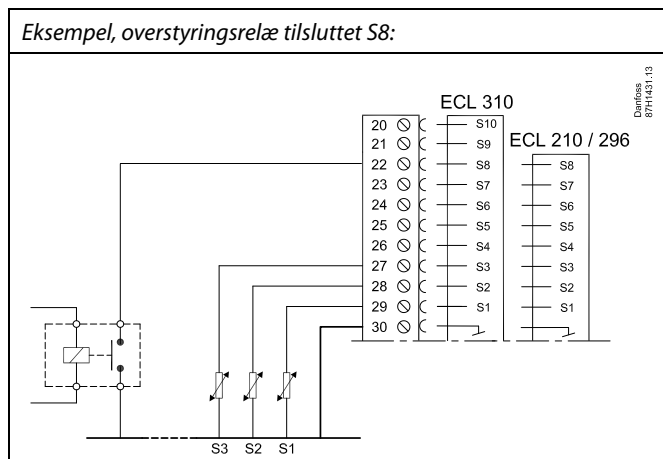 Eksempel, overstyringsrelæ tilsluttet S8:
Danfoss
87H1431.13
ECL 310
ECL 210 / 296
20 S10
21 S9
22 S8 S8
23 S7 S7
24 S6 S6
25 S5 S5
26 S4 S4
27 S3 S3
28 S2 S2
29 S1 S1
30
S3 S2 S1